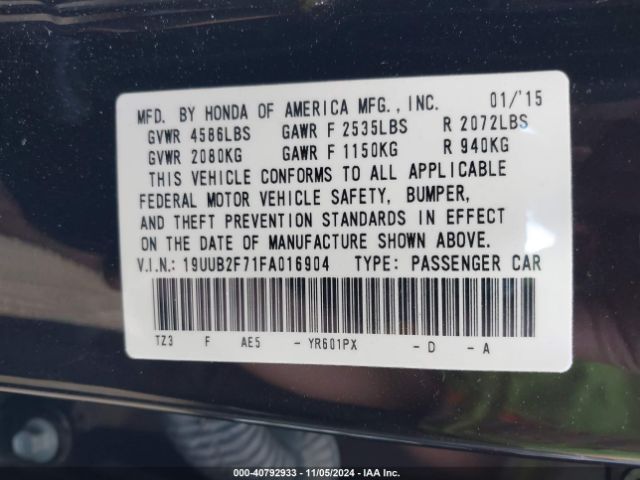 MFD. BY HONDA OF AMERICA MFG., INC. 01/'15
GVWR 4586LBS GAWR F 2535LBS R 2072LBS
GVWR 2080KG GAWR F 1150KG R 940KG
THIS VEHICLE CONFORMS TO ALL APPLICABLE
FEDERAL MOTOR VEHICLE SAFETY, BUMPER,
AND THEFT PREVENTION STANDARDS IN EFFECT
ON THE DATE OF MANUFACTURE SHOWN ABOVE.
V.I.N.: 19UUB2F71FA016904 TYPE: PASSENGER CAR
TZ3 F AE5 - YR601PX - D - A
000-40792933 - 11/05/2024 - IAA Inc.